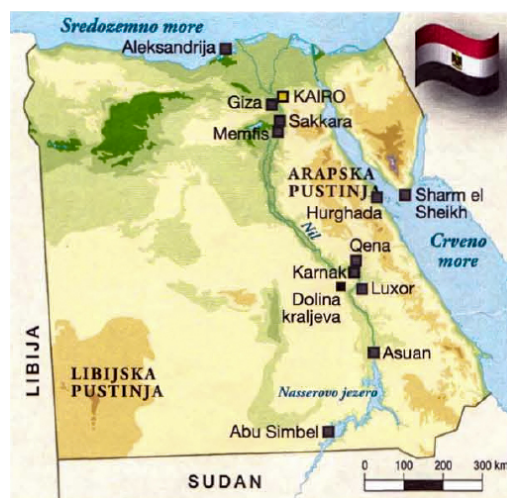 Sredozemno more
Aleksandrija
KAIRO
Giza
Sakkara
Memfis
ARAPSKA
PUSTINJA
Sharm el
Sheikh
Hurghada
Nil
Crveno
more
Qena
Karnak
Luxor
Dolina
kraljeva
LIBIJA
LIBIJSKA
PUSTINJA
Asuan
Nasserovo jezero
Abu Simbel
SUDAN
0 100 200 300 km